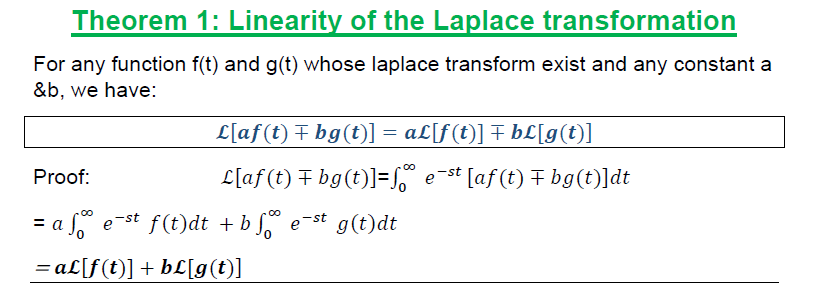 Theorem 1: Linearity of the Laplace transformation
For any function f(t) and g(t) whose laplace transform exist and any constant a
&b, we have:
ℒ[af(t) ∓ bg(t)] = aℒ[f(t)] ∓ bℒ[g(t)]
Proof: ℒ[af(t) ∓ bg(t)]=∫₀^∞ e^{-st} [af(t) ∓ bg(t)]dt
= a ∫₀^∞ e^{-st} f(t)dt + b ∫₀^∞ e^{-st} g(t)dt
= aℒ[f(t)] + bℒ[g(t)]